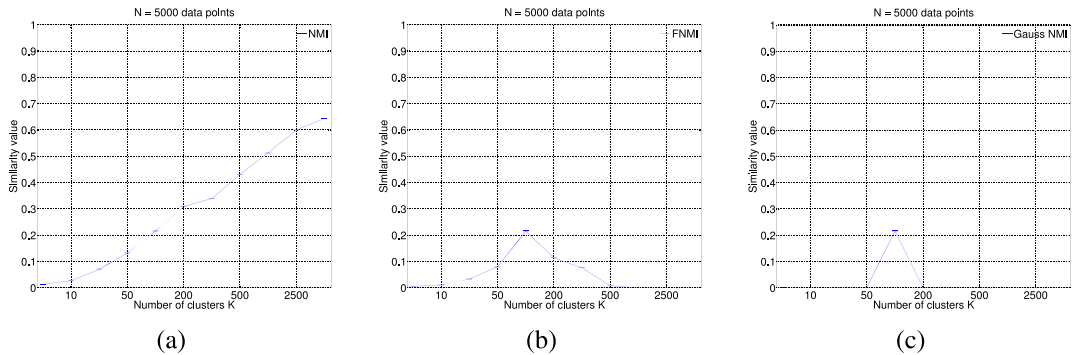 N = 5000 data points
1
NMI
0.9
0.8
0.7
0.6
0.5
0.4
0.3
0.2
0.1
0
Similarity value
10 50 200 500 2500
Number of clusters K
(a)
N = 5000 data points
1
FNMI
0.9
0.8
0.7
0.6
0.5
0.4
0.3
0.2
0.1
0
Similarity value
10 50 200 500 2500
Number of clusters K
(b)
N = 5000 data points
1
Gauss NMI
0.9
0.8
0.7
0.6
0.5
0.4
0.3
0.2
0.1
0
Similarity value
10 50 200 500 2500
Number of clusters K
(c)